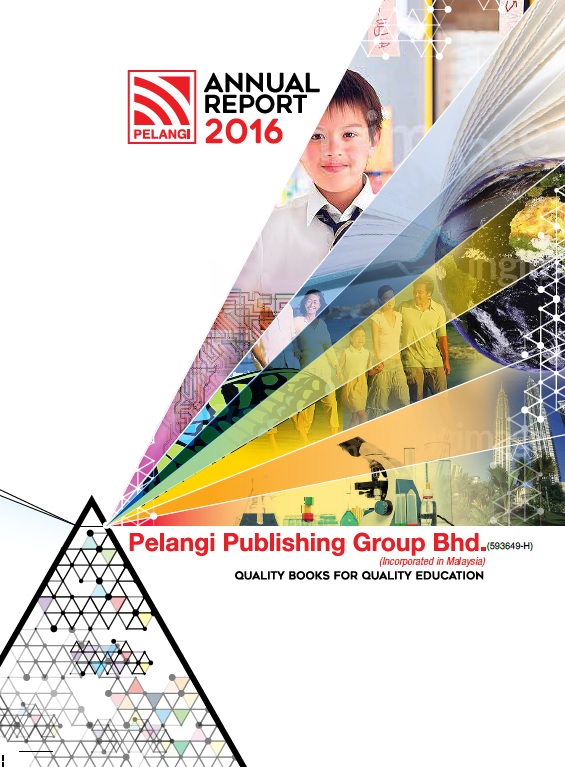 PELANGI
ANNUAL
REPORT
2016
Pelangi Publishing Group Bhd.(593649-H)
(Incorporated in Malaysia)
QUALITY BOOKS FOR QUALITY EDUCATION